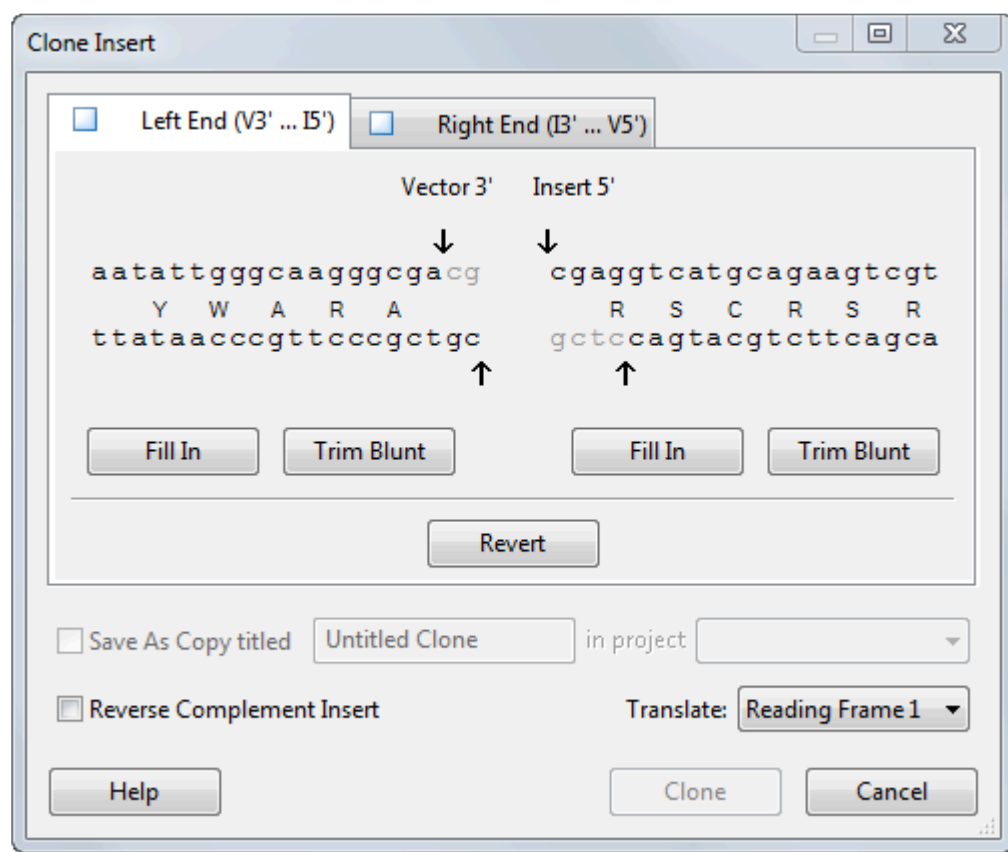 Clone Insert
Left End (V3' ... I5') Right End (I3' ... V5')
Vector 3' Insert 5'
aatattgggcaagggcgacg cgaggtcatgcagaagtcgt
Y W A R A R S C R S R
ttataacccgttcccgctgc gctccagtacgtcttcagca
Fill In Trim Blunt Fill In Trim Blunt
Revert
Save As Copy titled Untitled Clone in project
Reverse Complement Insert Translate: Reading Frame 1
Help Clone Cancel